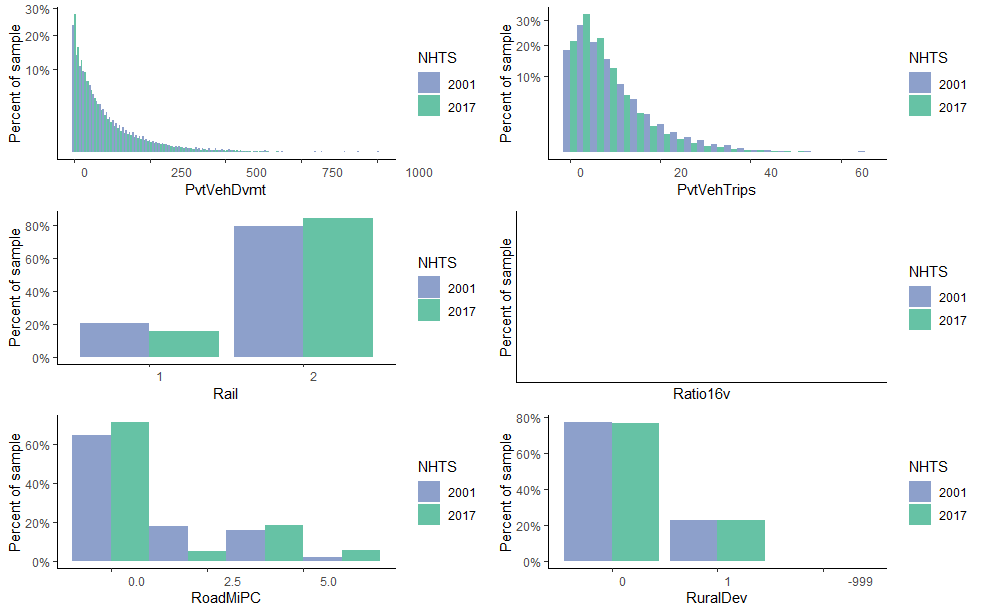 30%
20%
10%
Percent of sample
0 250 500 750 1000
PvtVehDvmt
NHTS
2001
2017
30%
20%
10%
Percent of sample
0 20 40 60
PvtVehTrips
NHTS
2001
2017
80%
60%
40%
20%
0%
Percent of sample
1 2
Rail
NHTS
2001
2017
Percent of sample
Ratio16v
NHTS
2001
2017
60%
40%
20%
0%
Percent of sample
0.0 2.5 5.0
RoadMiPC
NHTS
2001
2017
80%
60%
40%
20%
0%
Percent of sample
0 1 -999
RuralDev
NHTS
2001
2017